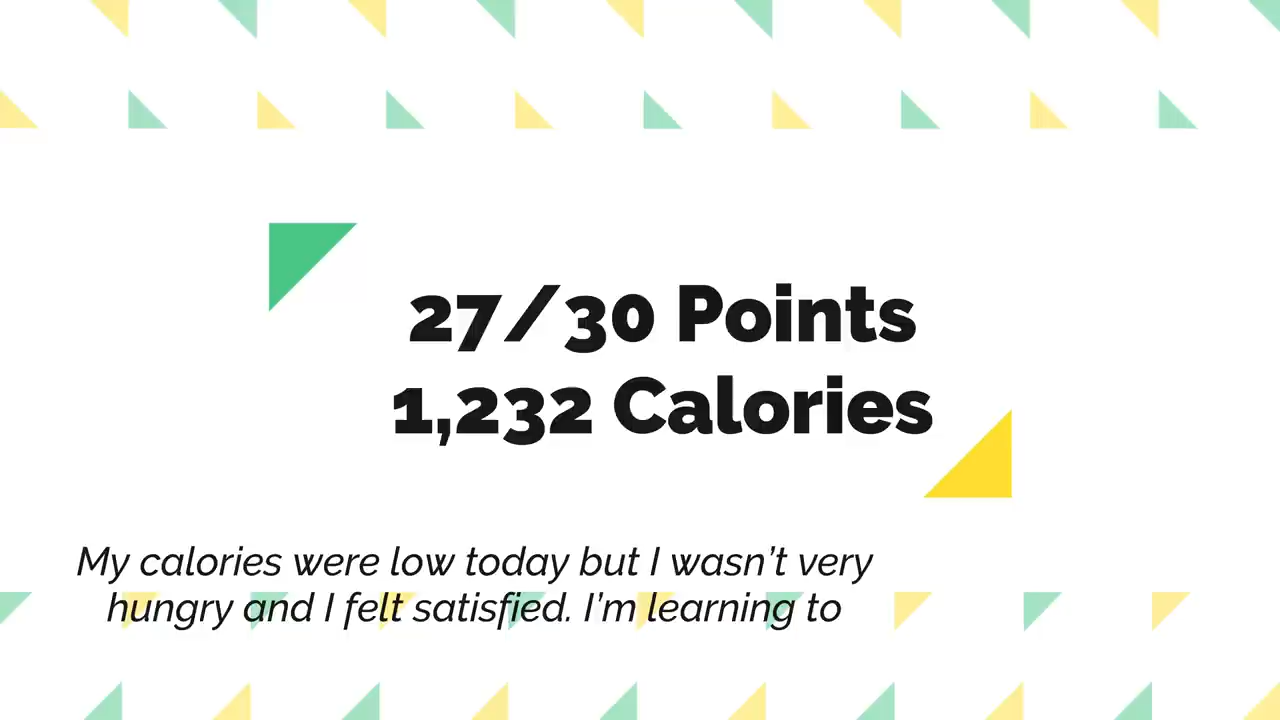 27/30 Points
1,232 Calories
My calories were low today but I wasn’t very
hungry and I felt satisfied. I’m learning to